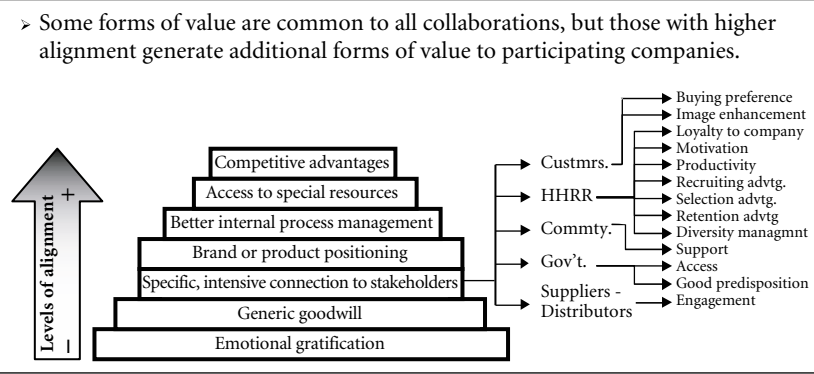 ➢ Some forms of value are common to all collaborations, but those with higher
alignment generate additional forms of value to participating companies.
Levels of alignment
+
–
Competitive advantages
Access to special resources
Better internal process management
Brand or product positioning
Specific, intensive connection to stakeholders
Generic goodwill
Emotional gratification
Custmrs.
HHRR
Commty.
Gov't.
Suppliers -
Distributors
Buying preference
Image enhancement
Loyalty to company
Motivation
Productivity
Recruiting advtg.
Selection advtg.
Retention advtg
Diversity managmnt
Support
Access
Good predisposition
Engagement